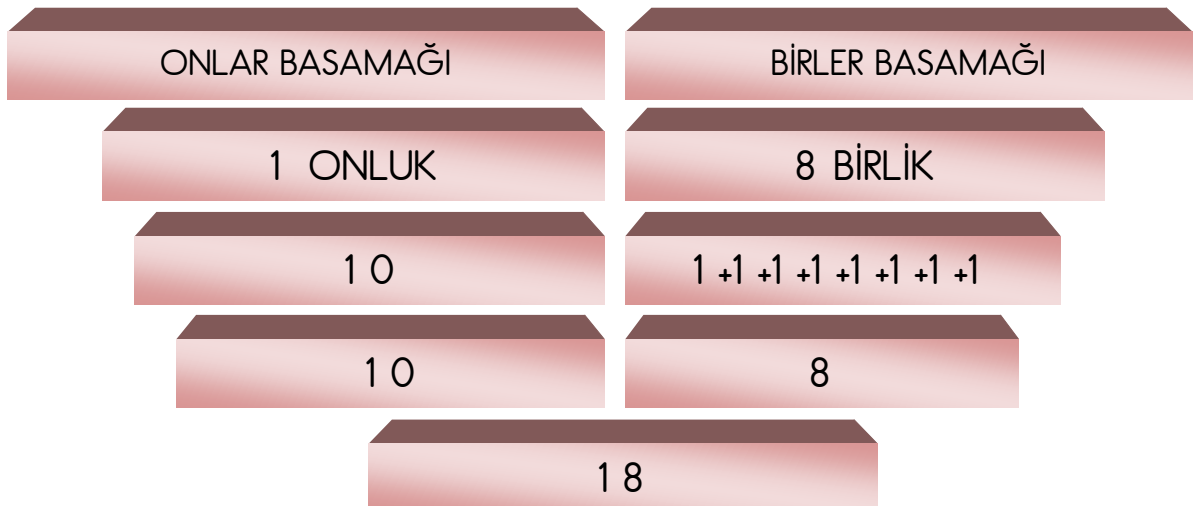 ONLAR BASAMAĞI
BİRLER BASAMAĞI
1 ONLUK
8 BİRLİK
1 0
1 +1 +1 +1 +1 +1 +1 +1
1 0
8
1 8